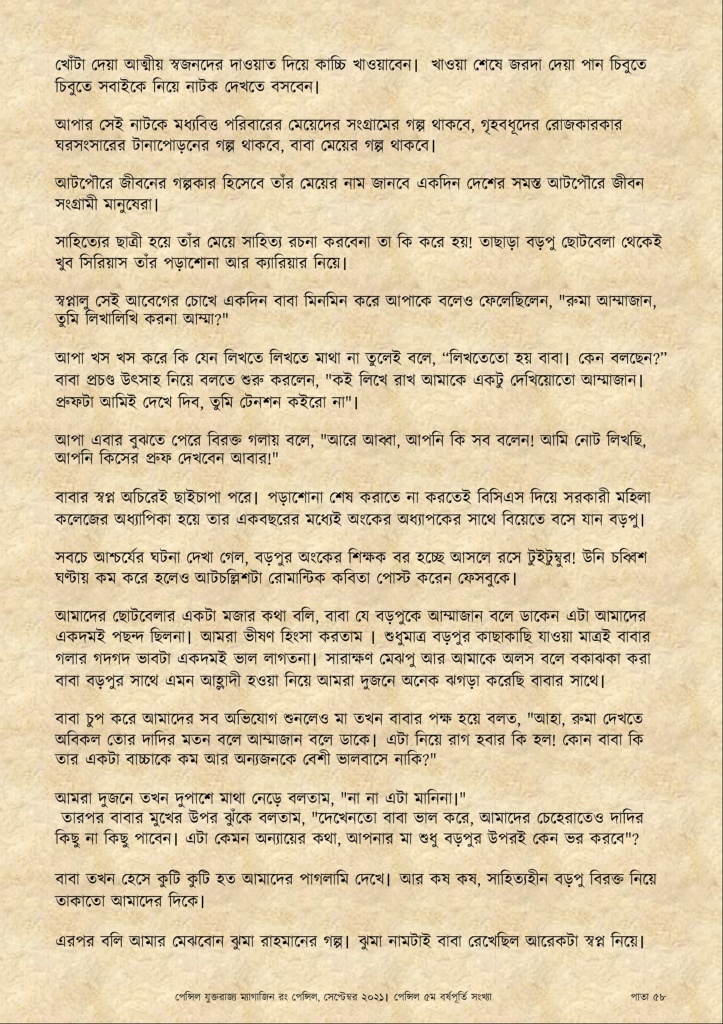 খোঁটা দেয়া আত্মীয় স্বজনদের দাওয়াত দিয়ে কাচ্চি খাওয়াবেন। খাওয়া শেষে জরদা দেয়া পান চিবুতে
চিবুতে সবাইকে নিয়ে নাটক দেখতে বসবেন।
আপার সেই নাটকে মধ্যবিত্ত পরিবারের মেয়েদের সংগ্রামের গল্প থাকবে, গৃহবধূদের রোজকারকার
ঘরসংসারের টানাপোড়নের গল্প থাকবে, বাবা মেয়ের গল্প থাকবে।
আটপৌরে জীবনের গল্পকার হিসেবে তাঁর মেয়ের নাম জানবে একদিন দেশের সমস্ত আটপৌরে জীবন
সংগ্রামী মানুষেরা।
সাহিত্যের ছাত্রী হয়ে তাঁর মেয়ে সাহিত্য রচনা করবেনা তা কি করে হয়! তাছাড়া বড়পু ছোটবেলা থেকেই
খুব সিরিয়াস তাঁর পড়াশোনা আর ক্যারিয়ার নিয়ে।
স্বপ্নালু সেই আবেগের চোখে একদিন বাবা মিনমিন করে আপাকে বলেও ফেলেছিলেন, "রুমা আম্মাজান,
তুমি লিখালিখি করনা আম্মা?"
আপা খস খস করে কি যেন লিখতে লিখতে মাথা না তুলেই বলে, “লিখতেতো হয় বাবা। কেন বলছেন?”
বাবা প্রচণ্ড উৎসাহ নিয়ে বলতে শুরু করলেন, "কই লিখে রাখ আমাকে একটু দেখিয়োতো আম্মাজান।
প্রুফটা আমিই দেখে দিব, তুমি টেনশন কইরো না"।
আপা এবার বুঝতে পেরে বিরক্ত গলায় বলে, "আরে আব্বা, আপনি কি সব বলেন! আমি নোট লিখছি,
আপনি কিসের প্রুফ দেখবেন আবার!"
বাবার স্বপ্ন অচিরেই ছাইচাপা পরে। পড়াশোনা শেষ করাতে না করতেই বিসিএস দিয়ে সরকারী মহিলা
কলেজের অধ্যাপিকা হয়ে তার একবছরের মধ্যেই অংকের অধ্যাপকের সাথে বিয়েতে বসে যান বড়পু।
সবচে আশ্চর্যের ঘটনা দেখা গেল, বড়পুর অংকের শিক্ষক বর হচ্ছে আসলে রসে টুইটুম্বুর! উনি চব্বিশ
ঘণ্টায় কম করে হলেও আটচল্লিশটা রোমান্টিক কবিতা পোস্ট করেন ফেসবুকে।
আমাদের ছোটবেলার একটা মজার কথা বলি, বাবা যে বড়পুকে আম্মাজান বলে ডাকেন এটা আমাদের
একদমই পছন্দ ছিলনা। আমরা ভীষণ হিংসা করতাম । শুধুমাত্র বড়পুর কাছাকাছি যাওয়া মাত্রই বাবার
গলার গদগদ ভাবটা একদমই ভাল লাগতনা। সারাক্ষণ মেঝপু আর আমাকে অলস বলে বকাঝকা করা
বাবা বড়পুর সাথে এমন আহ্লাদী হওয়া নিয়ে আমরা দুজনে অনেক ঝগড়া করেছি বাবার সাথে।
বাবা চুপ করে আমাদের সব অভিযোগ শুনলেও মা তখন বাবার পক্ষ হয়ে বলত, "আহা, রুমা দেখতে
অবিকল তোর দাদির মতন বলে আম্মাজান বলে ডাকে। এটা নিয়ে রাগ হবার কি হল! কোন বাবা কি
তার একটা বাচ্চাকে কম আর অন্যজনকে বেশী ভালবাসে নাকি?"
আমরা দুজনে তখন দুপাশে মাথা নেড়ে বলতাম, "না না এটা মানিনা।"
তারপর বাবার মুখের উপর ঝুঁকে বলতাম, "দেখেনতো বাবা ভাল করে, আমাদের চেহেরাতেও দাদির
কিছু না কিছু পাবেন। এটা কেমন অন্যায়ের কথা, আপনার মা শুধু বড়পুর উপরই কেন ভর করবে"?
বাবা তখন হেসে কুটি কুটি হত আমাদের পাগলামি দেখে। আর কষ কষ, সাহিত্যহীন বড়পু বিরক্ত নিয়ে
তাকাতো আমাদের দিকে।
এরপর বলি আমার মেঝবোন ঝুমা রাহমানের গল্প। ঝুমা নামটাই বাবা রেখেছিল আরেকটা স্বপ্ন নিয়ে।
পেন্সিল যুক্তরাজ্য ম্যাগাজিন রং পেন্সিল, সেপ্টেম্বর ২০২১। পেন্সিল ৫ম বর্ষপূর্তি সংখ্যা
পাতা ৫৮